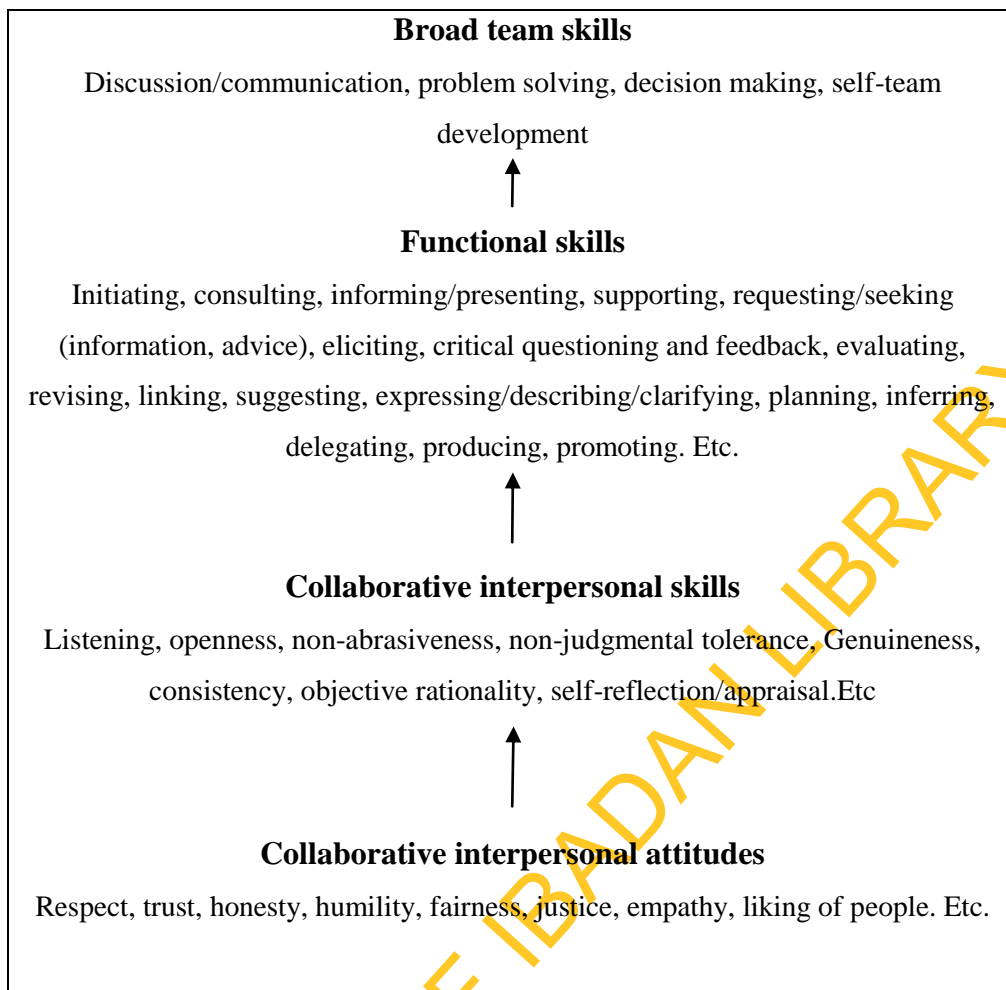 Broad team skills
Discussion/communication, problem solving, decision making, self-team
development
Functional skills
Initiating, consulting, informing/presenting, supporting, requesting/seeking
(information, advice), eliciting, critical questioning and feedback, evaluating,
revising, linking, suggesting, expressing/describing/clarifying, planning, inferring,
delegating, producing, promoting. Etc.
Collaborative interpersonal skills
Listening, openness, non-abrasiveness, non-judgmental tolerance, Genuineness,
consistency, objective rationality, self-reflection/appraisal.Etc
Collaborative interpersonal attitudes
Respect, trust, honesty, humility, fairness, justice, empathy, liking of people. Etc.
IBADAN LIBRARY